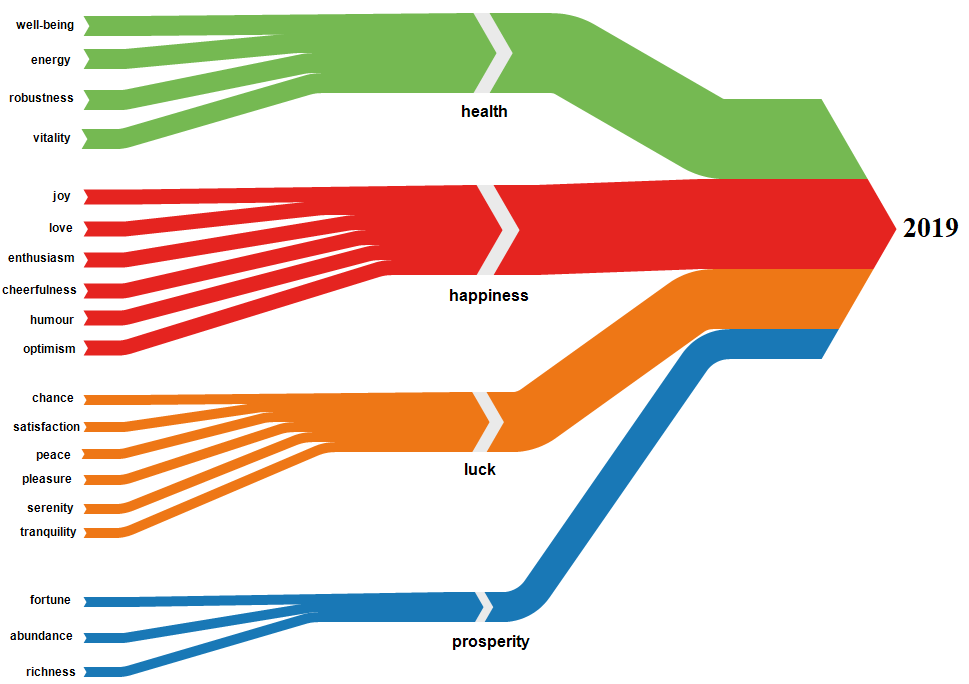 well-being
energy
robustness
vitality
health
joy
love
enthusiasm
cheerfulness
humour
optimism
happiness
2019
chance
satisfaction
peace
pleasure
serenity
tranquility
luck
fortune
abundance
richness
prosperity